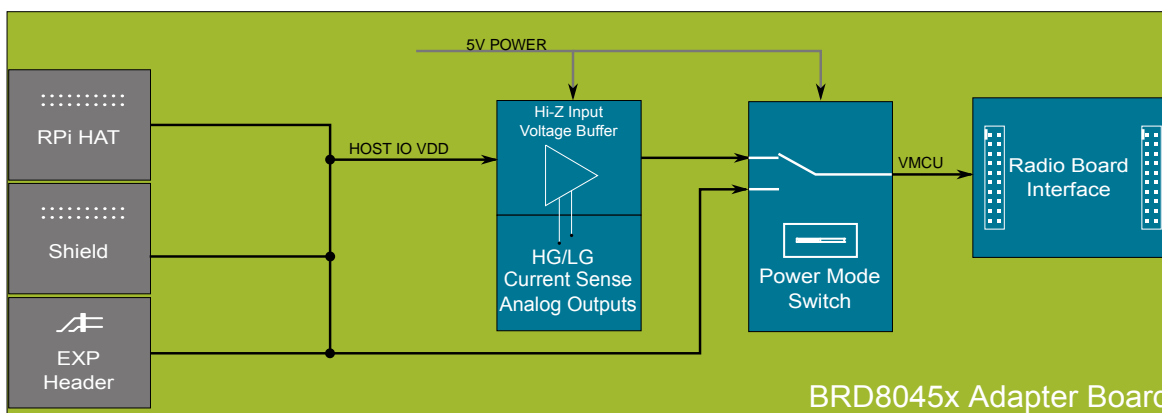 5V POWER
RPi HAT
Shield
EXP
Header
HOST IO VDD
Hi-Z Input
Voltage Buffer
HG/LG
Current Sense
Analog Outputs
Power Mode
Switch
VMCU
Radio Board
Interface
BRD8045x Adapter Board